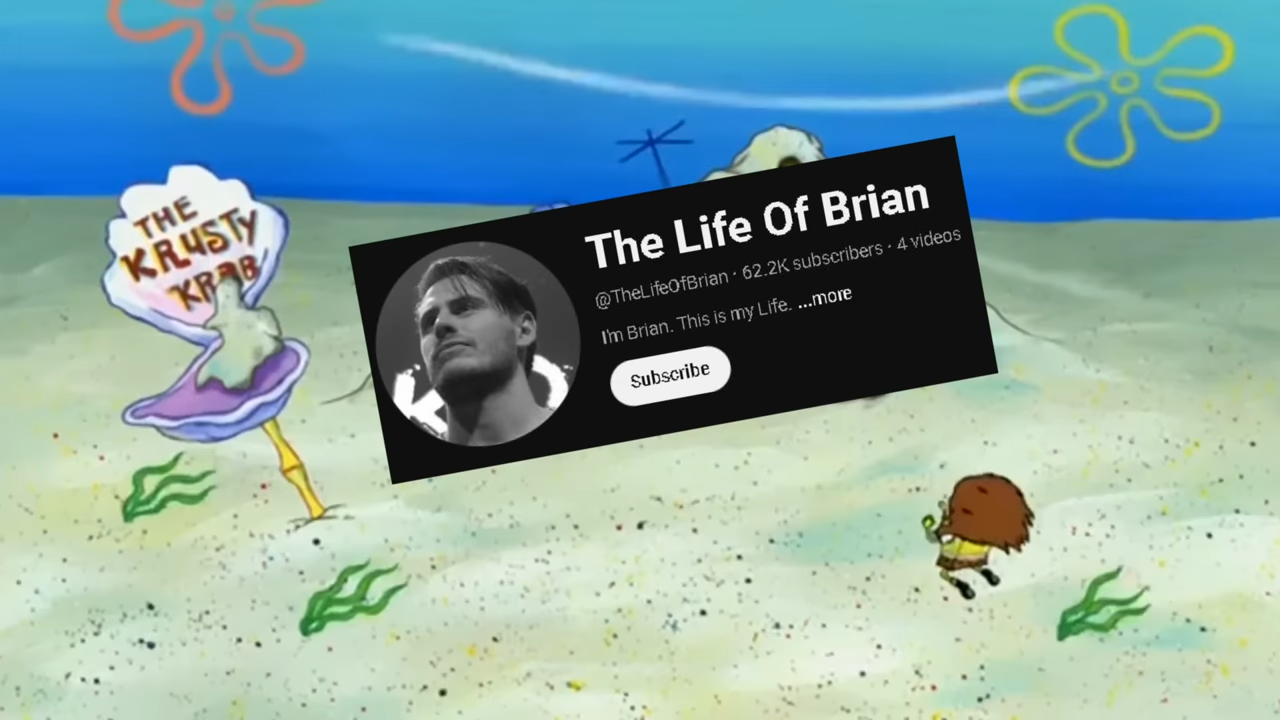 THE
KRUSTY
KRAB
The Life Of Brian
@TheLifeOfBrian · 62.2K subscribers · 4 videos
I'm Brian. This is my Life. ...more
Subscribe